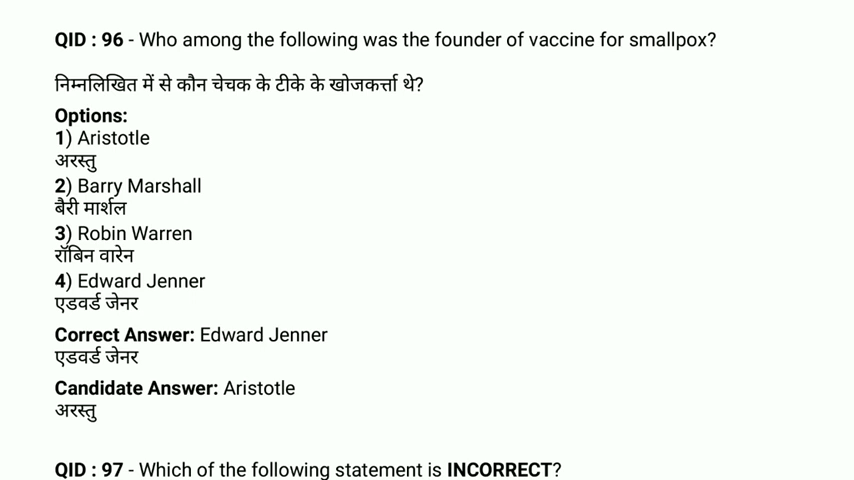 QID : 96 - Who among the following was the founder of vaccine for smallpox?
निम्नलिखित में से कौन चेचक के टीके के खोजकर्त्ता थे?
Options:
1) Aristotle
अरस्तु
2) Barry Marshall
बैरी मार्शल
3) Robin Warren
रॉबिन वारेन
4) Edward Jenner
एडवर्ड जेनर
Correct Answer: Edward Jenner
एडवर्ड जेनर
Candidate Answer: Aristotle
अरस्तु
QID : 97 - Which of the following statement is INCORRECT?